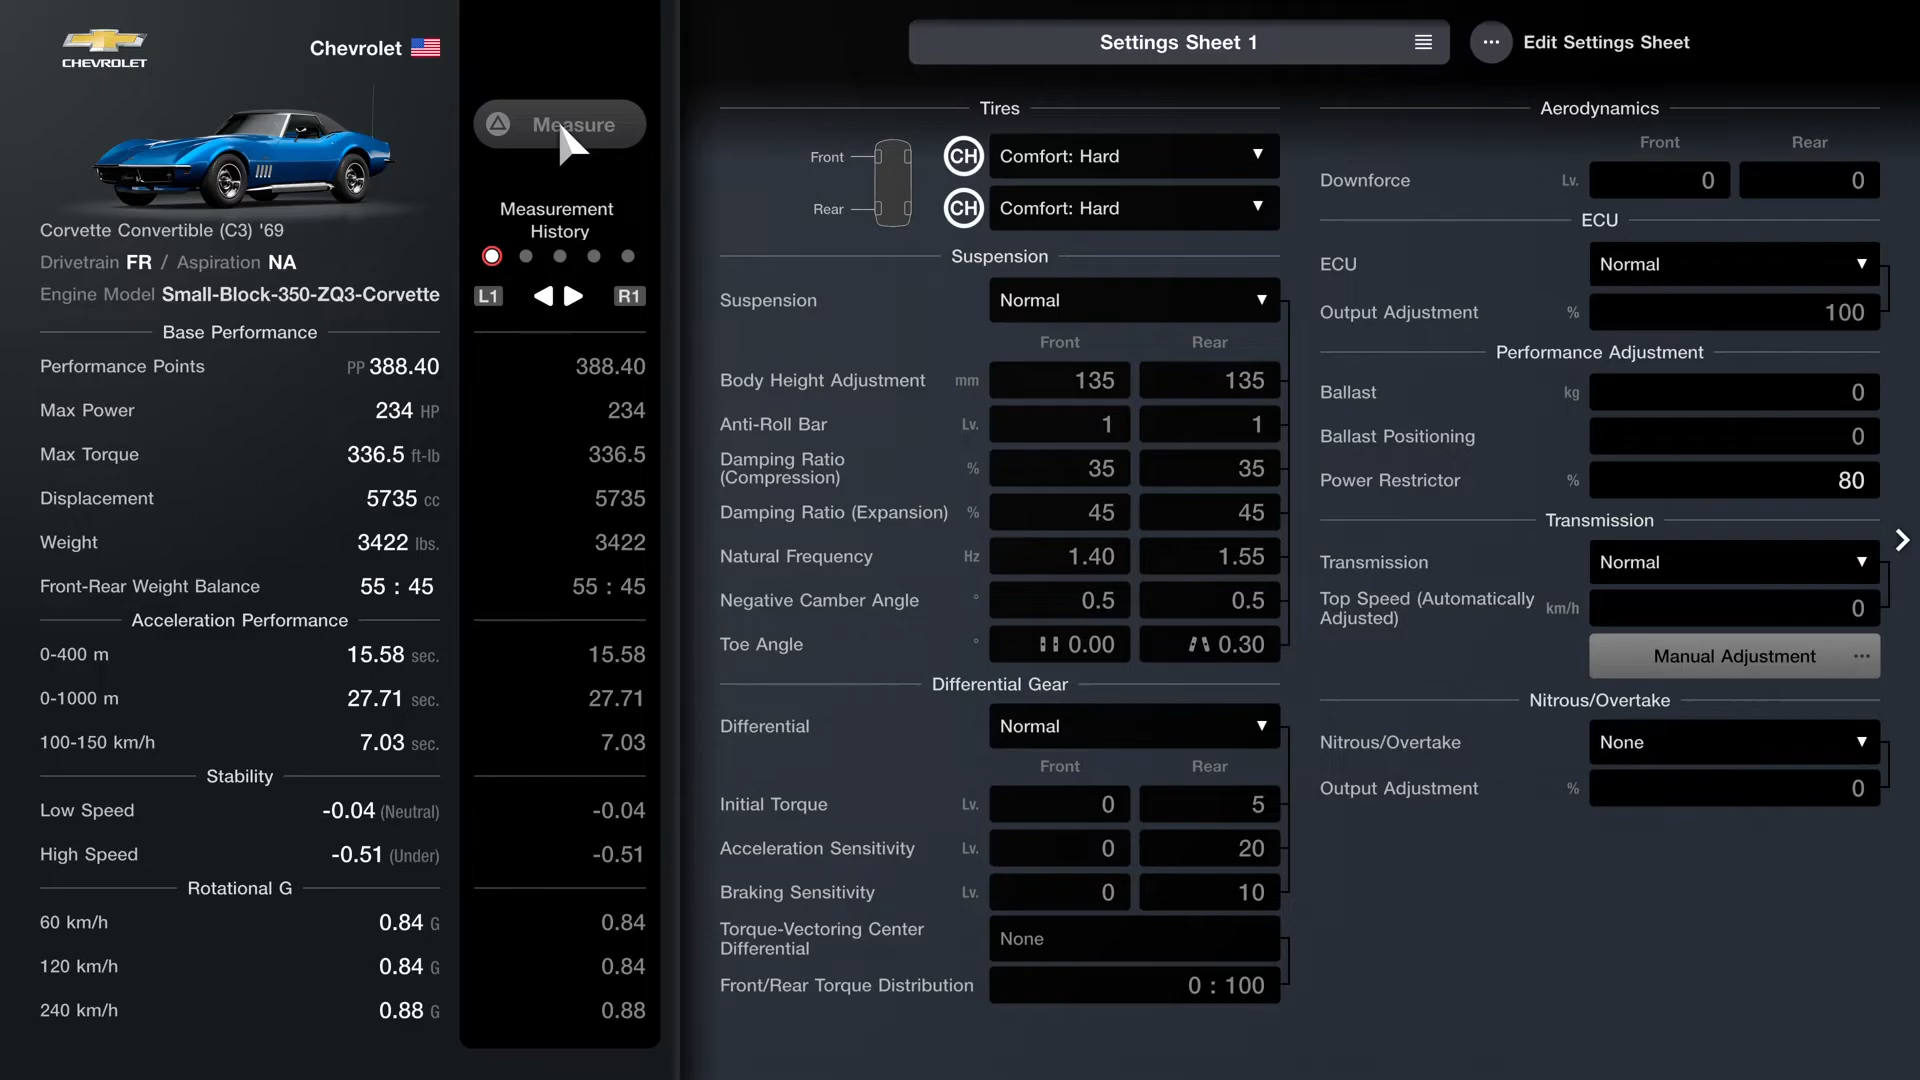 CHEVROLET
Chevrolet
Corvette Convertible (C3) '69
Drivetrain FR / Aspiration NA
Engine Model Small-Block-350-ZQ3-Corvette
Base Performance
Performance Points PP 388.40
Max Power 234 HP
Max Torque 336.5 ft-lb
Displacement 5735 cc
Weight 3422 lbs.
Front-Rear Weight Balance 55 : 45
Acceleration Performance
0-400 m 15.58 sec.
0-1000 m 27.71 sec.
100-150 km/h 7.03 sec.
Stability
Low Speed -0.04 (Neutral)
High Speed -0.51 (Under)
Rotational G
60 km/h 0.84 G
120 km/h 0.84 G
240 km/h 0.88 G
Measure
Measurement
History
L1 R1
388.40
234
336.5
5735
3422
55 : 45
15.58
27.71
7.03
-0.04
-0.51
0.84
0.84
0.88
Settings Sheet 1
Edit Settings Sheet
Tires
Front CH Comfort: Hard
Rear CH Comfort: Hard
Suspension
Suspension Normal
Front Rear
Body Height Adjustment mm 135 135
Anti-Roll Bar Lv. 1 1
Damping Ratio
(Compression) % 35 35
Damping Ratio (Expansion) % 45 45
Natural Frequency Hz 1.40 1.55
Negative Camber Angle ° 0.5 0.5
Toe Angle ° 0.00 0.30
Differential Gear
Differential Normal
Front Rear
Initial Torque Lv. 0 5
Acceleration Sensitivity Lv. 0 20
Braking Sensitivity Lv. 0 10
Torque-Vectoring Center
Differential None
Front/Rear Torque Distribution 0 : 100
Aerodynamics
Front Rear
Downforce Lv. 0 0
ECU
ECU Normal
Output Adjustment % 100
Performance Adjustment
Ballast kg 0
Ballast Positioning 0
Power Restrictor % 80
Transmission
Transmission Normal
Top Speed (Automatically
Adjusted) km/h 0
Manual Adjustment
Nitrous/Overtake
Nitrous/Overtake None
Output Adjustment % 0